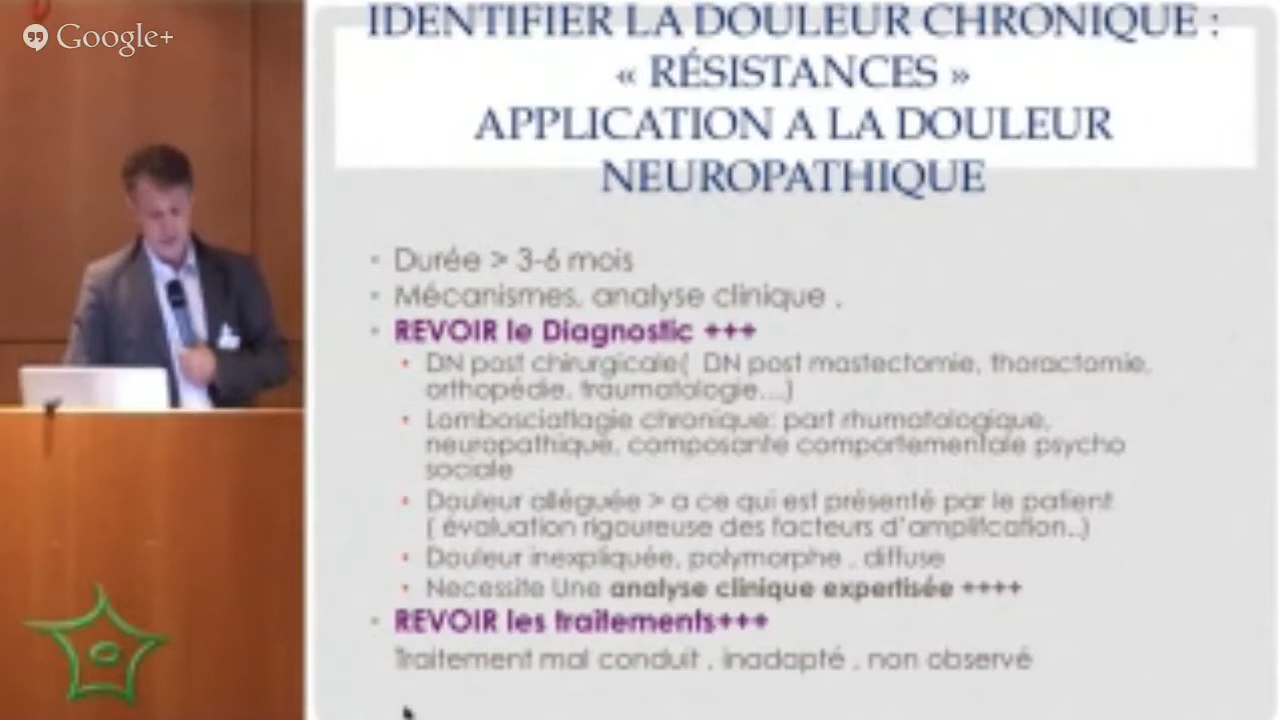 Google+
IDENTIFIER LA DOULEUR CHRONIQUE :
« RÉSISTANCES »
APPLICATION A LA DOULEUR
NEUROPATHIQUE
• Durée > 3-6 mois
• Mécanismes, analyse clinique .
• REVOIR le Diagnostic +++
• DN post chirurgicale( DN post mastectomie, thoractomie,
orthopédie, traumatologie....)
• Lombosciatlagie chronique: part rhumatologique,
neuropathique, composante comportementale psycho
sociale
• Douleur alléguée > a ce qui est présenté par le patient
( évaluation rigoureuse des facteurs d'amplification..)
• Douleur inexpliquée, polymorphe , diffuse
• Necessite Une analyse clinique expertisée ++++
• REVOIR les traitements+++
Traitement mal conduit , inadapté , non observé